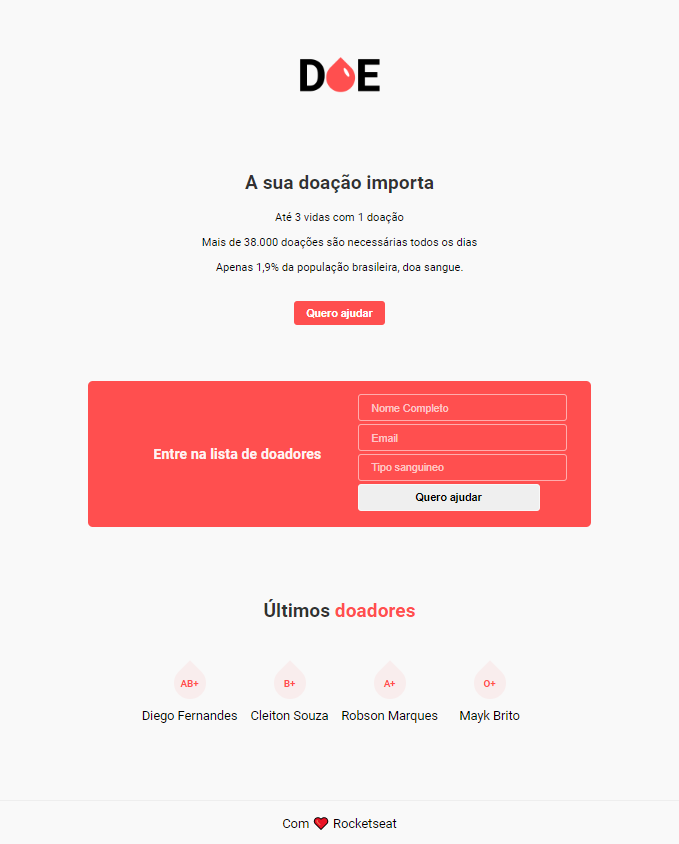 DOE
A sua doação importa
Até 3 vidas com 1 doação
Mais de 38.000 doações são necessárias todos os dias
Apenas 1,9% da população brasileira, doa sangue.
Quero ajudar
Entre na lista de doadores
Nome Completo
Email
Tipo sanguineo
Quero ajudar
Últimos doadores
AB+ B+ A+ O+
Diego Fernandes Cleiton Souza Robson Marques Mayk Brito
Com ❤️ Rocketseat